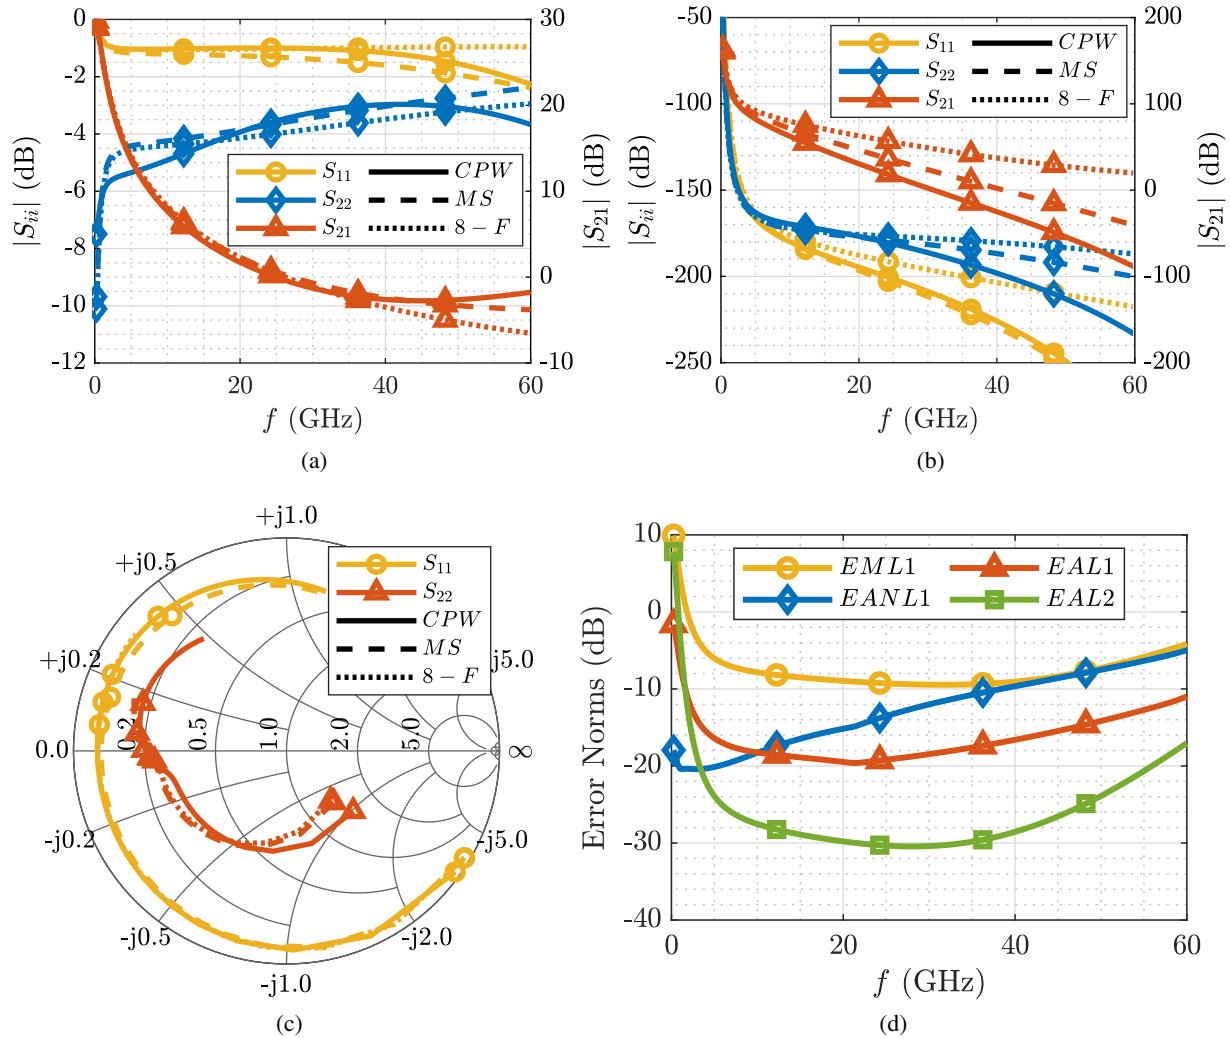 0
-2
-4
-6
-8
-10
-12
|S_ii| (dB)
30
20
10
0
-10
|S_21| (dB)
S_11 CPW
S_22 MS
S_21 8 − F
0 20 40 60
f (GHz)
(a)
-50
-100
-150
-200
-250
|S_ii| (dB)
200
100
0
-100
-200
|S_21| (dB)
S_11 CPW
S_22 MS
S_21 8 − F
0 20 40 60
f (GHz)
(b)
+j1.0
+j0.5
+j0.2
0.0
-j0.2
-j0.5
-j1.0
-j2.0
-j5.0
j5.0
∞
0.2 0.5 1.0 2.0 5.0
S_11
S_22
CPW
MS
8 − F
(c)
10
0
-10
-20
-30
-40
Error Norms (dB)
EML1 EAL1
EANL1 EAL2
0 20 40 60
f (GHz)
(d)